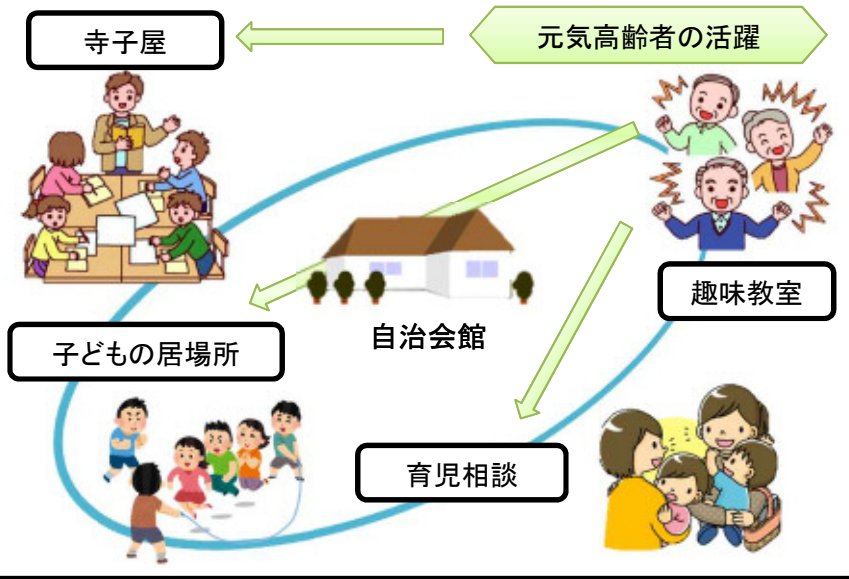 寺子屋
元気高齢者の活躍
趣味教室
自治会館
子どもの居場所
育児相談